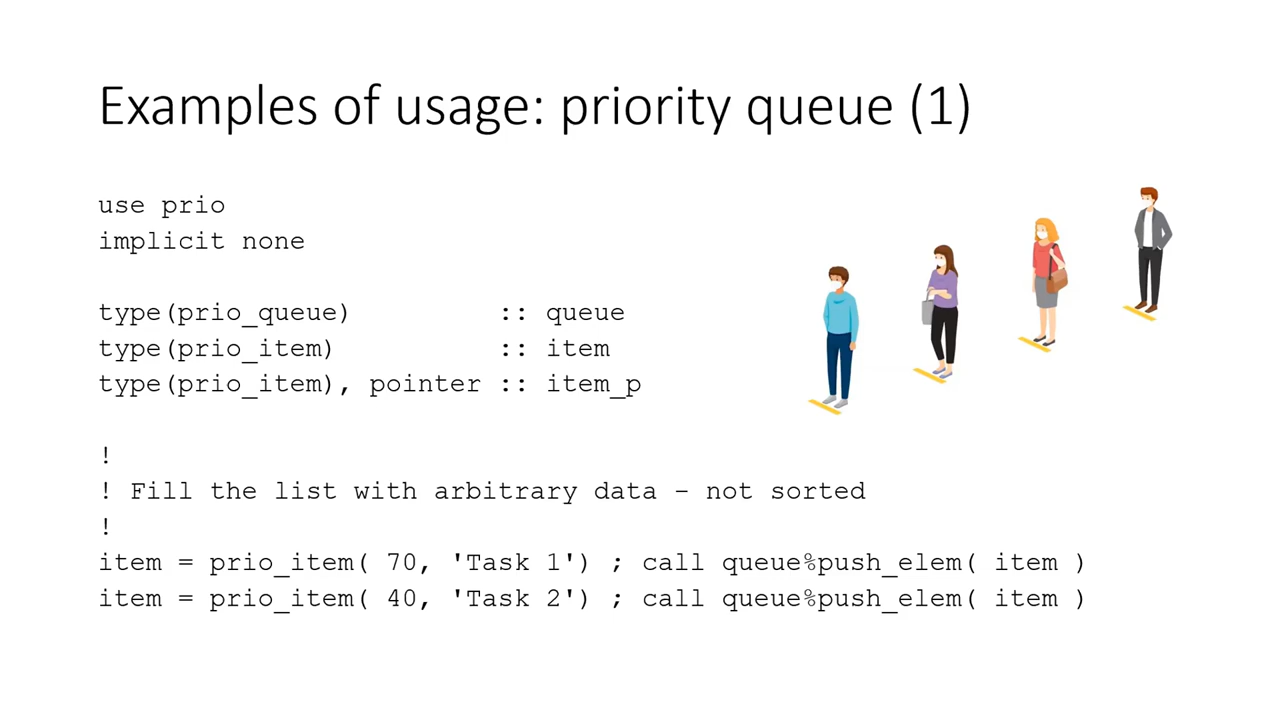 Examples of usage: priority queue (1)
use prio
implicit none
type(prio_queue) :: queue
type(prio_item) :: item
type(prio_item), pointer :: item_p
!
! Fill the list with arbitrary data – not sorted
!
item = prio_item( 70, 'Task 1') ; call queue%push_elem( item )
item = prio_item( 40, 'Task 2') ; call queue%push_elem( item )